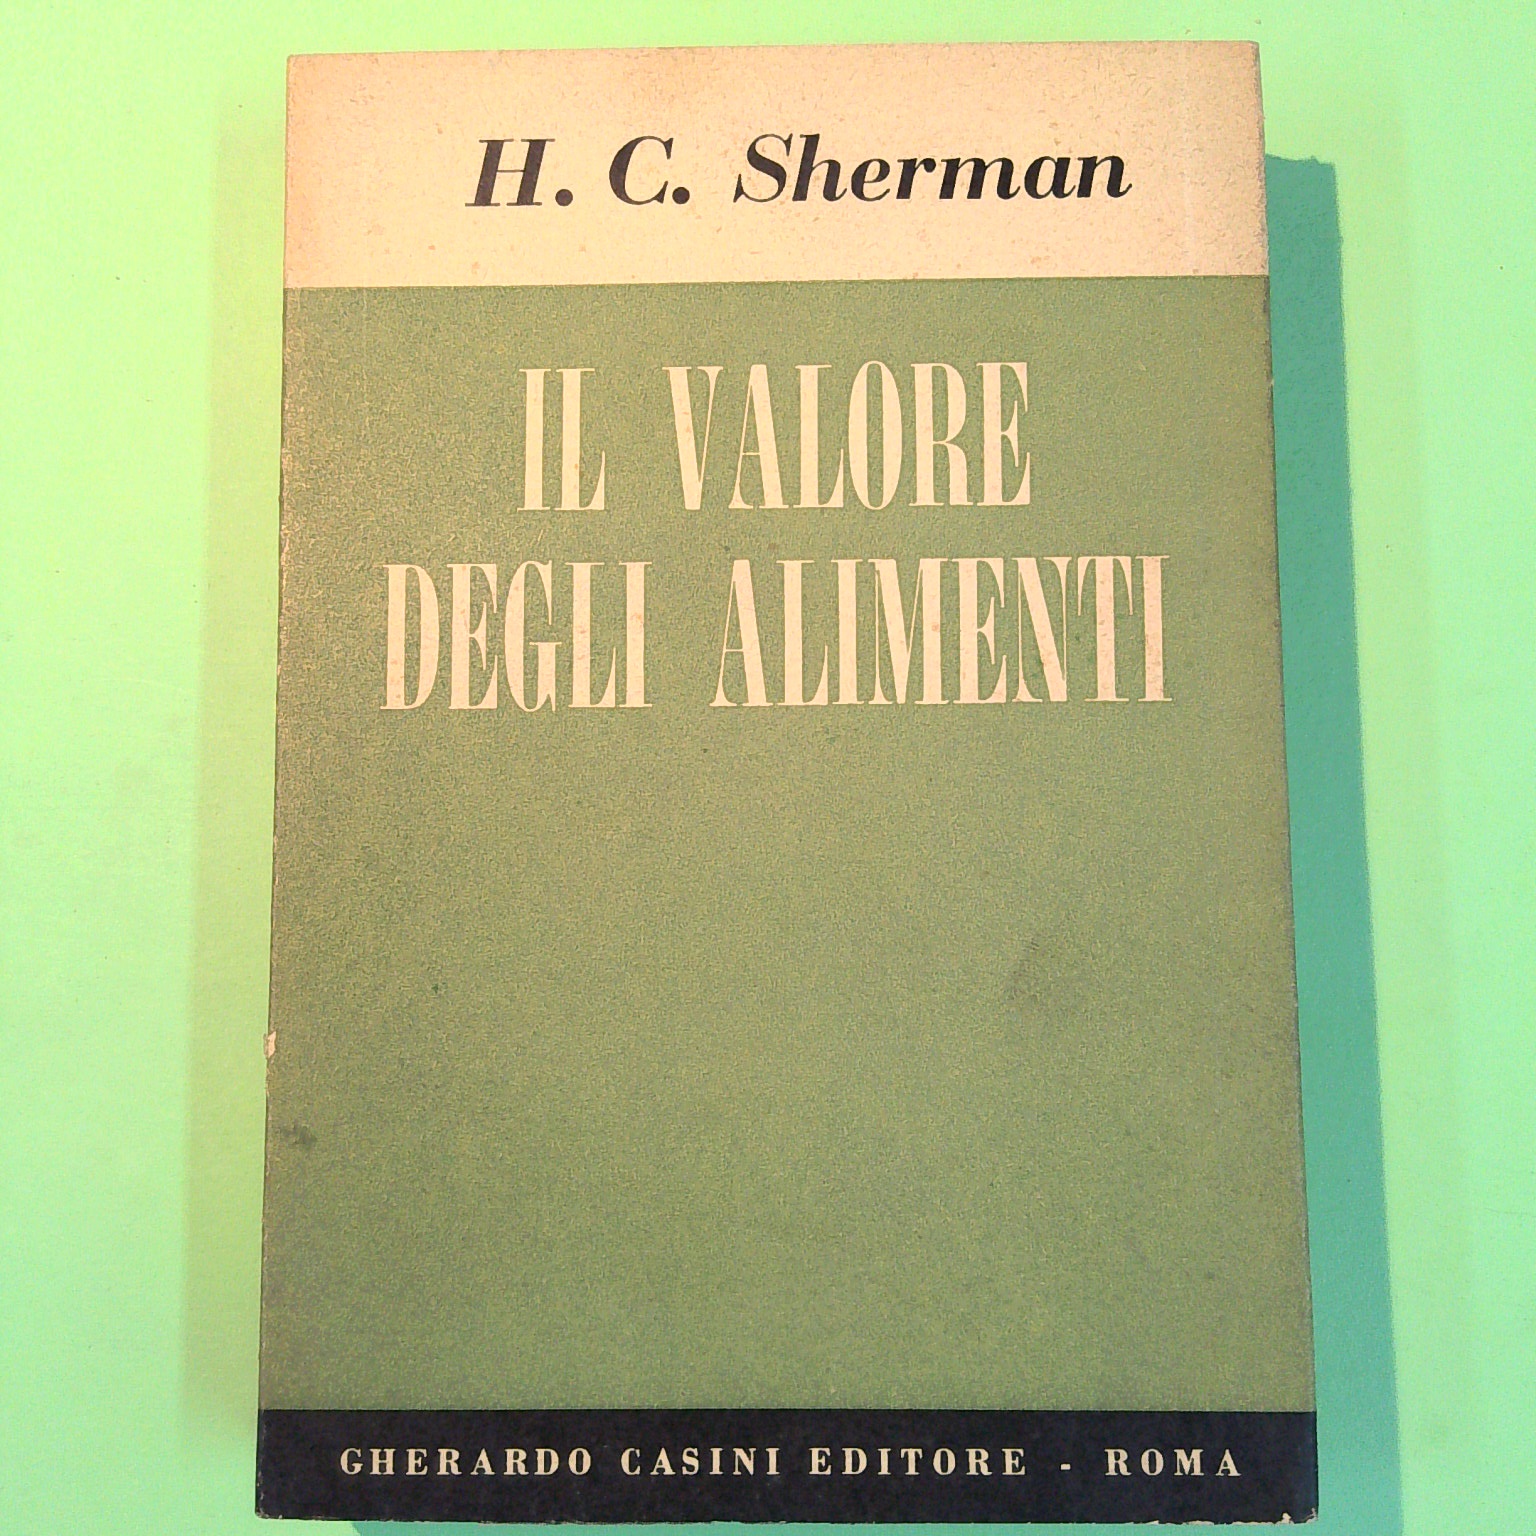 H. C. Sherman
IL VALORE
DEGLI ALIMENTI
GHERARDO CASINI EDITORE - ROMA